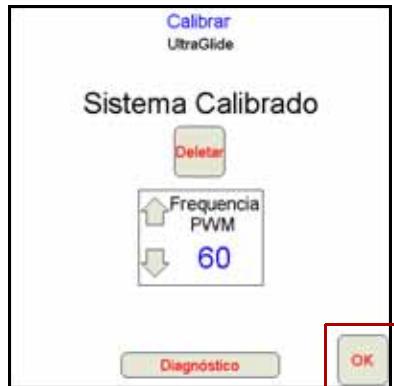 Calibrar
UltraGlide
Sistema Calibrado
Deletar
Frequencia
PWM
60
Diagnóstico
OK